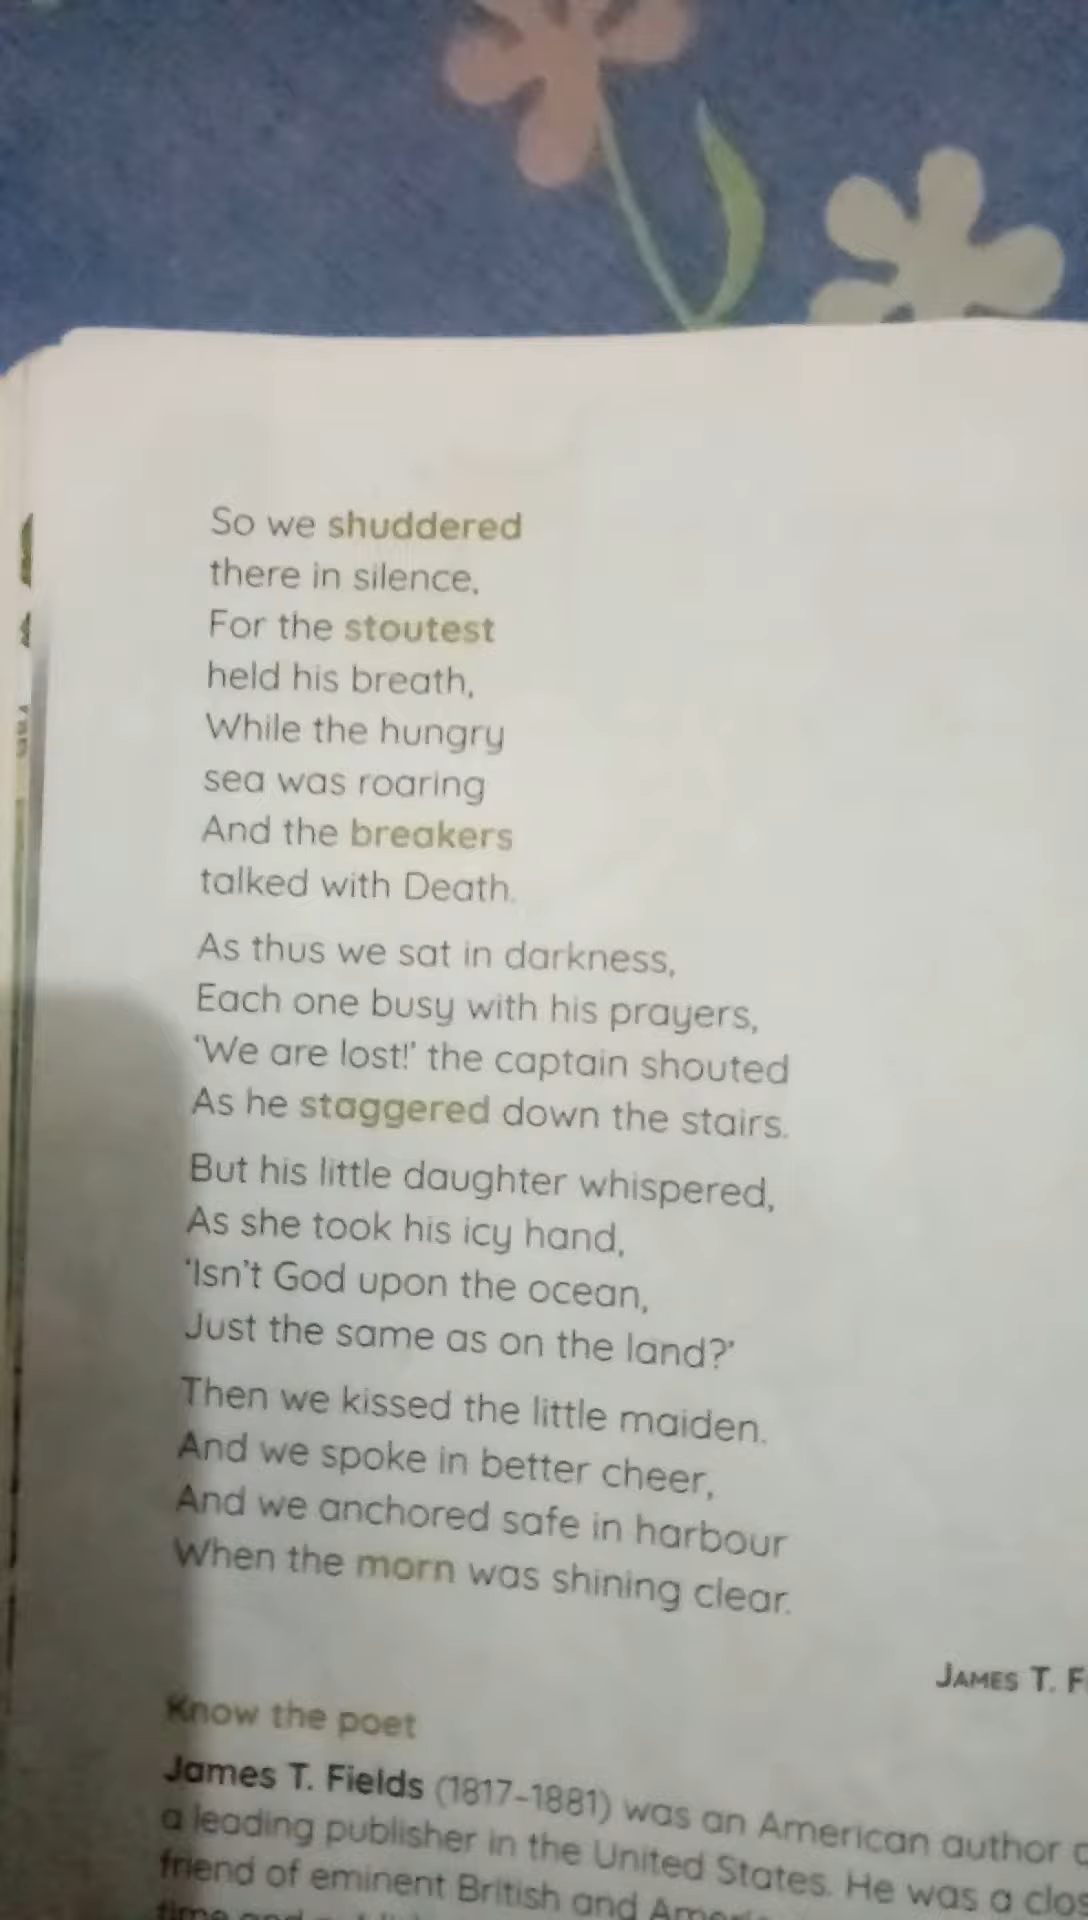 So we shuddered
there in silence,
For the stoutest
held his breath,
While the hungry
sea was roaring
And the breakers
talked with Death.
As thus we sat in darkness,
Each one busy with his prayers,
‘We are lost!’ the captain shouted
As he staggered down the stairs.
But his little daughter whispered,
As she took his icy hand,
‘Isn’t God upon the ocean,
Just the same as on the land?’
Then we kissed the little maiden.
And we spoke in better cheer,
And we anchored safe in harbour
When the morn was shining clear.
JAMES T.
Know the poet
James T. Fields (1817–1881) was an American author
a leading publisher in the United States. He was a
friend of eminent British and
time and